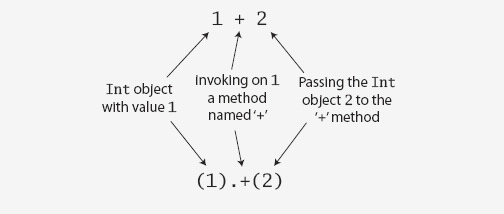 1 + 2
Int object
with value 1
invoking on 1
a method
named ‘+’
Passing the Int
object 2 to the
‘+’ method
(1).+(2)